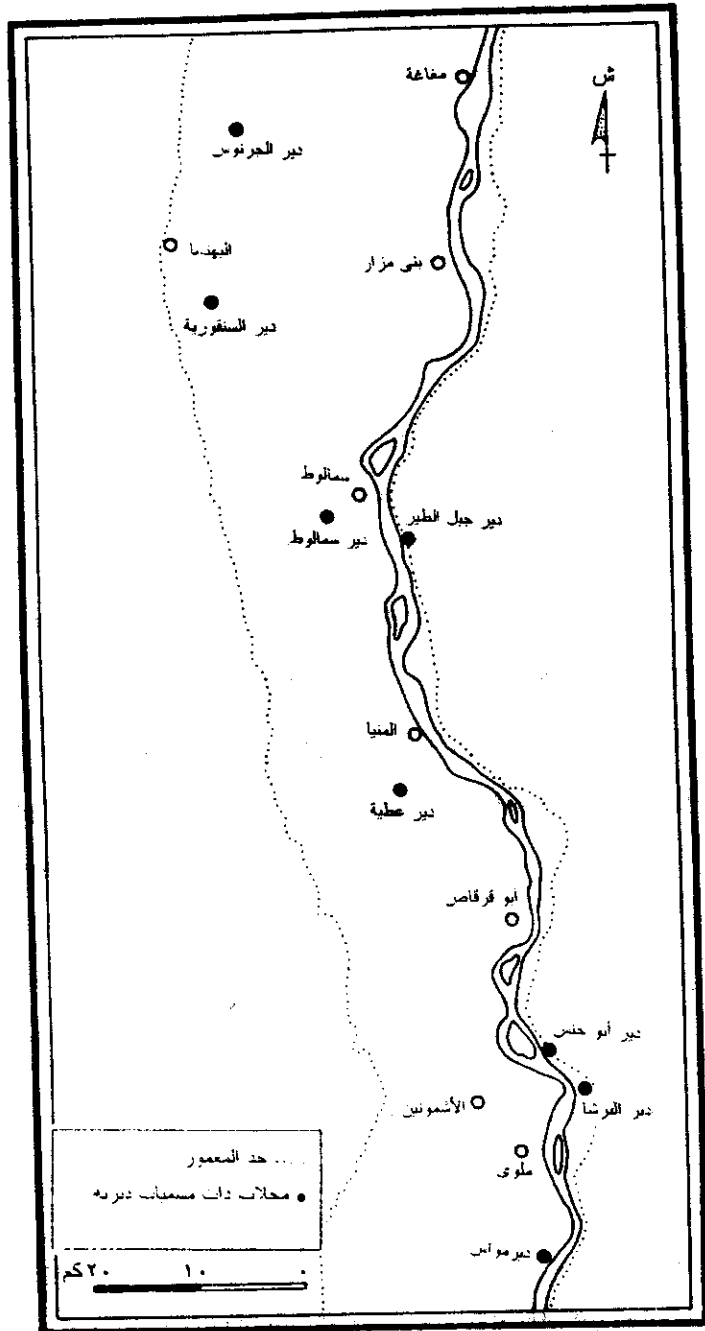 ش
مغاغة
دير الجرنوس
البهنسا
بنى مزار
دير السنقورية
سمالوط
دير جبل الطير
دير سمالوط
المنيا
دير عطية
أبو قرقاص
دير أبو حنس
دير البرشا
الأشمونين
ملوى
دير مواس
.... حد المعمور
● محلات ذات مسميات ديرية
٢٠ كم ١٠ ٠